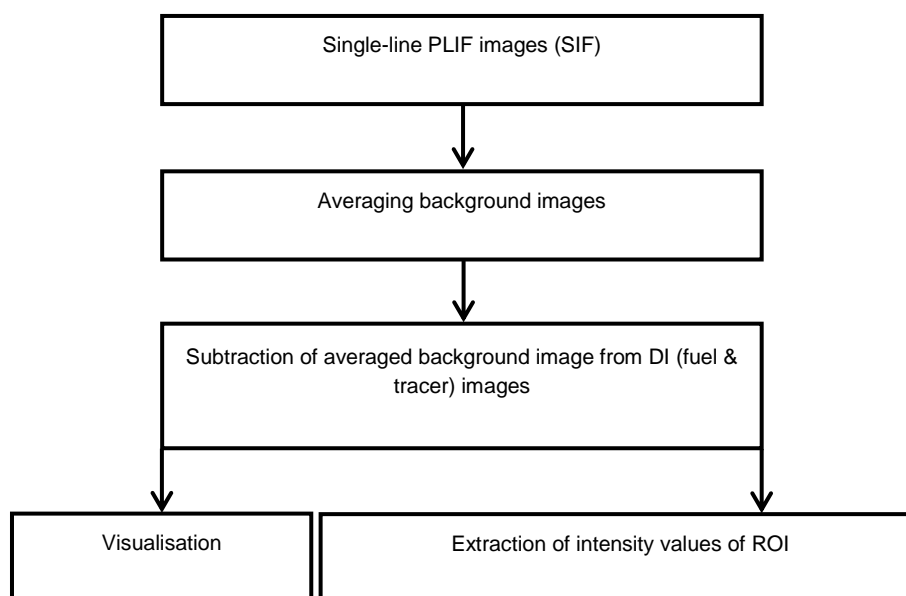 Single-line PLIF images (SIF)
Averaging background images
Subtraction of averaged background image from DI (fuel &
tracer) images
Visualisation
Extraction of intensity values of ROI